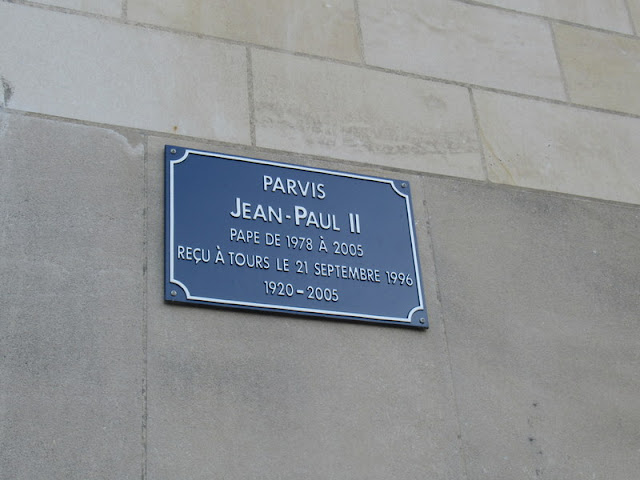 PARVIS
JEAN-PAUL II
PAPE DE 1978 À 2005
REÇU À TOURS LE 21 SEPTEMBRE 1996
1920-2005